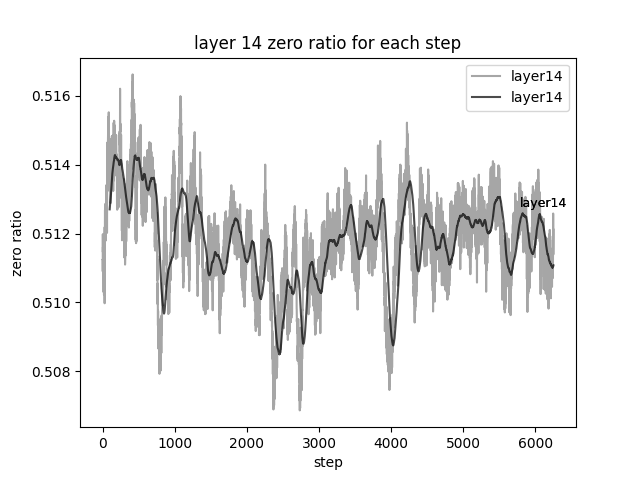 layer 14 zero ratio for each step
layer14
layer14
0.516
0.514
0.512
0.510
0.508
zero ratio
layer14
0
1000
2000
3000
4000
5000
6000
step